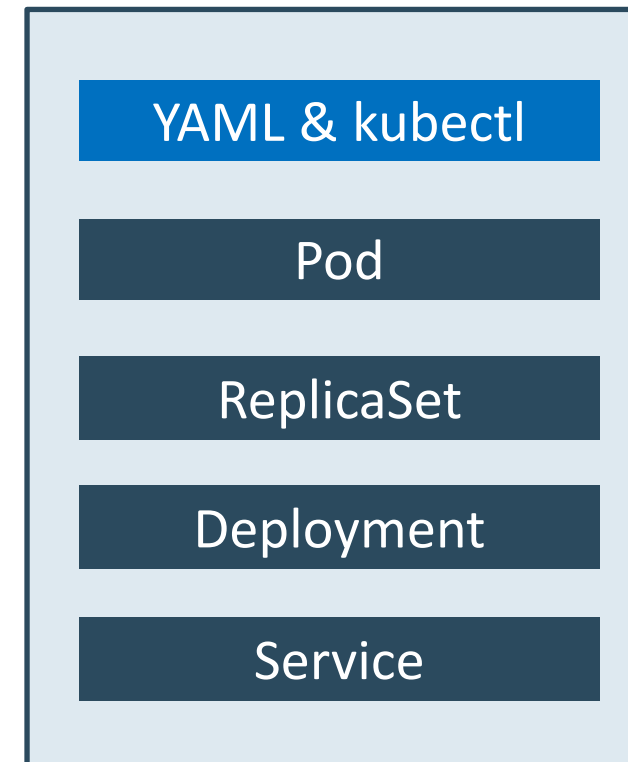 YAML & kubectl
Pod
ReplicaSet
Deployment
Service